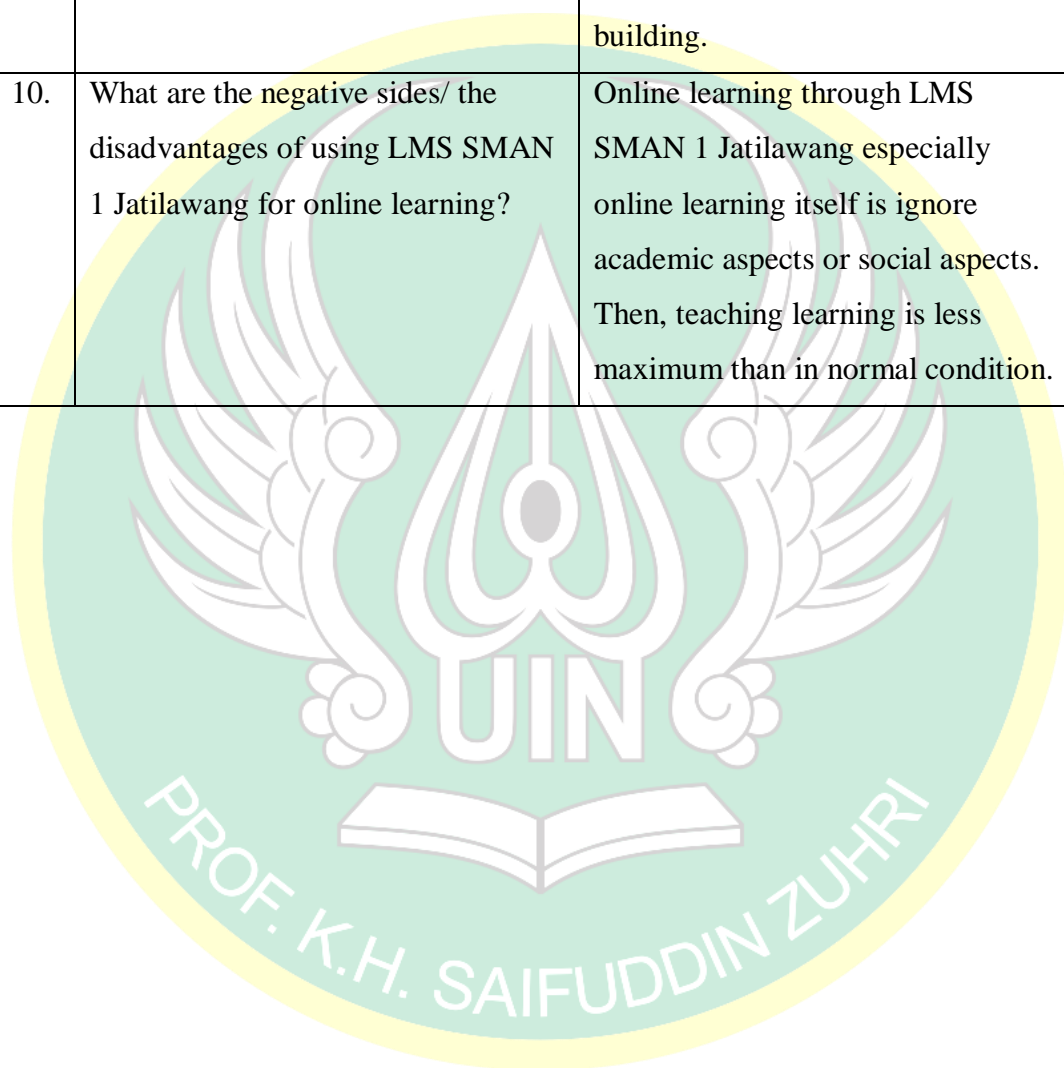 building.
10.
What are the negative sides/ the
disadvantages of using LMS SMAN
1 Jatilawang for online learning?
Online learning through LMS
SMAN 1 Jatilawang especially
online learning itself is ignore
academic aspects or social aspects.
Then, teaching learning is less
maximum than in normal condition.
UIN
PROF. K.H. SAIFUDDIN ZUHRI